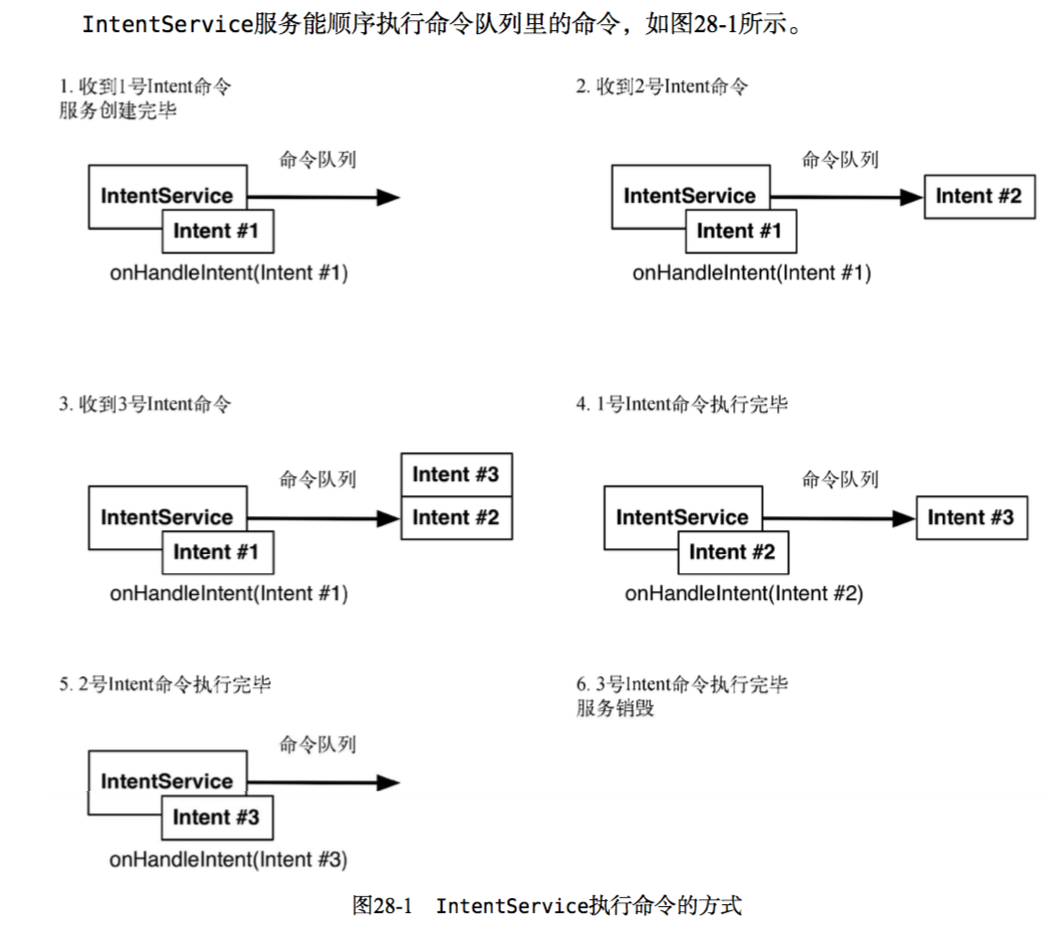 IntentService服务能顺序执行命令队列里的命令，如图28-1所示。
1. 收到1号Intent命令
服务创建完毕
命令队列
IntentService
Intent #1
onHandleIntent(Intent #1)
2. 收到2号Intent命令
命令队列
IntentService
Intent #2
Intent #1
onHandleIntent(Intent #1)
3. 收到3号Intent命令
命令队列
Intent #3
IntentService
Intent #2
Intent #1
onHandleIntent(Intent #1)
4. 1号Intent命令执行完毕
命令队列
IntentService
Intent #3
Intent #2
onHandleIntent(Intent #2)
5. 2号Intent命令执行完毕
命令队列
IntentService
Intent #3
onHandleIntent(Intent #3)
6. 3号Intent命令执行完毕
服务销毁
图28-1 IntentService执行命令的方式